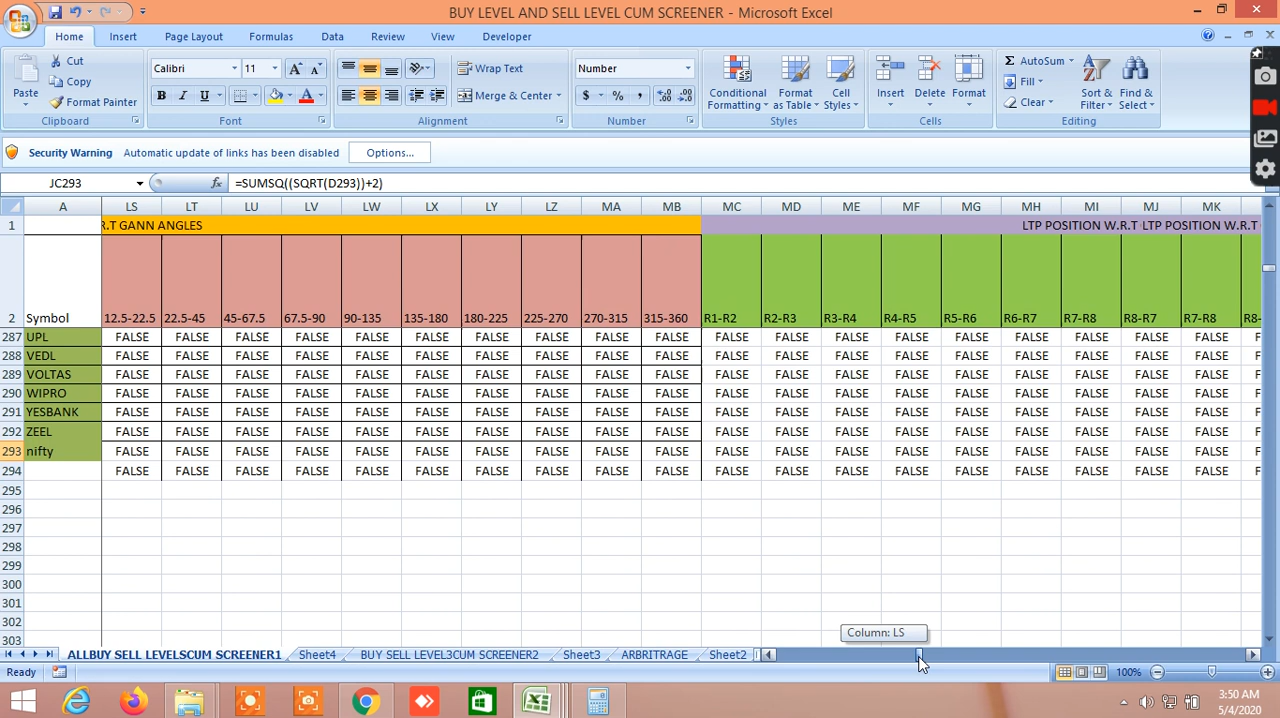 BUY LEVEL AND SELL LEVEL CUM SCREENER - Microsoft Excel
Home Insert Page Layout Formulas Data Review View Developer
Paste Cut Copy Format Painter Clipboard
Calibri 11 B I U A A A Font
Wrap Text Merge & Center Alignment
Number $ % , Number
Conditional Formatting Format as Table Cell Styles Styles
Insert Delete Format Cells
Σ AutoSum Fill Clear Sort & Filter Find & Select Editing
Security Warning Automatic update of links has been disabled Options...
JC293 fx =SUMSQ((SQRT(D293))+2)
A LS LT LU LV LW LX LY LZ MA MB MC MD ME MF MG MH MI MJ MK
1 R.T GANN ANGLES LTP POSITION W.R.T LTP POSITION W.R.T
2 Symbol 12.5-22.5 22.5-45 45-67.5 67.5-90 90-135 135-180 180-225 225-270 270-315 315-360 R1-R2 R2-R3 R3-R4 R4-R5 R5-R6 R6-R7 R7-R8 R8-R7 R7-R8 R8-
287 UPL FALSE FALSE FALSE FALSE FALSE FALSE FALSE FALSE FALSE FALSE FALSE FALSE FALSE FALSE FALSE FALSE FALSE FALSE FALSE F
288 VEDL FALSE FALSE FALSE FALSE FALSE FALSE FALSE FALSE FALSE FALSE FALSE FALSE FALSE FALSE FALSE FALSE FALSE FALSE FALSE F
289 VOLTAS FALSE FALSE FALSE FALSE FALSE FALSE FALSE FALSE FALSE FALSE FALSE FALSE FALSE FALSE FALSE FALSE FALSE FALSE FALSE F
290 WIPRO FALSE FALSE FALSE FALSE FALSE FALSE FALSE FALSE FALSE FALSE FALSE FALSE FALSE FALSE FALSE FALSE FALSE FALSE FALSE F
291 YESBANK FALSE FALSE FALSE FALSE FALSE FALSE FALSE FALSE FALSE FALSE FALSE FALSE FALSE FALSE FALSE FALSE FALSE FALSE FALSE F
292 ZEEL FALSE FALSE FALSE FALSE FALSE FALSE FALSE FALSE FALSE FALSE FALSE FALSE FALSE FALSE FALSE FALSE FALSE FALSE FALSE F
293 nifty FALSE FALSE FALSE FALSE FALSE FALSE FALSE FALSE FALSE FALSE FALSE FALSE FALSE FALSE FALSE FALSE FALSE FALSE FALSE F
294 FALSE FALSE FALSE FALSE FALSE FALSE FALSE FALSE FALSE FALSE FALSE FALSE FALSE FALSE FALSE FALSE FALSE FALSE FALSE F
295
296
297
298
299
300
301
302
303
Column: LS
ALLBUY SELL LEVELSCUM SCREENER1 Sheet4 BUY SELL LEVEL3CUM SCREENER2 Sheet3 ARBRITRAGE Sheet2
Ready 100%
3:50 AM
5/4/2020